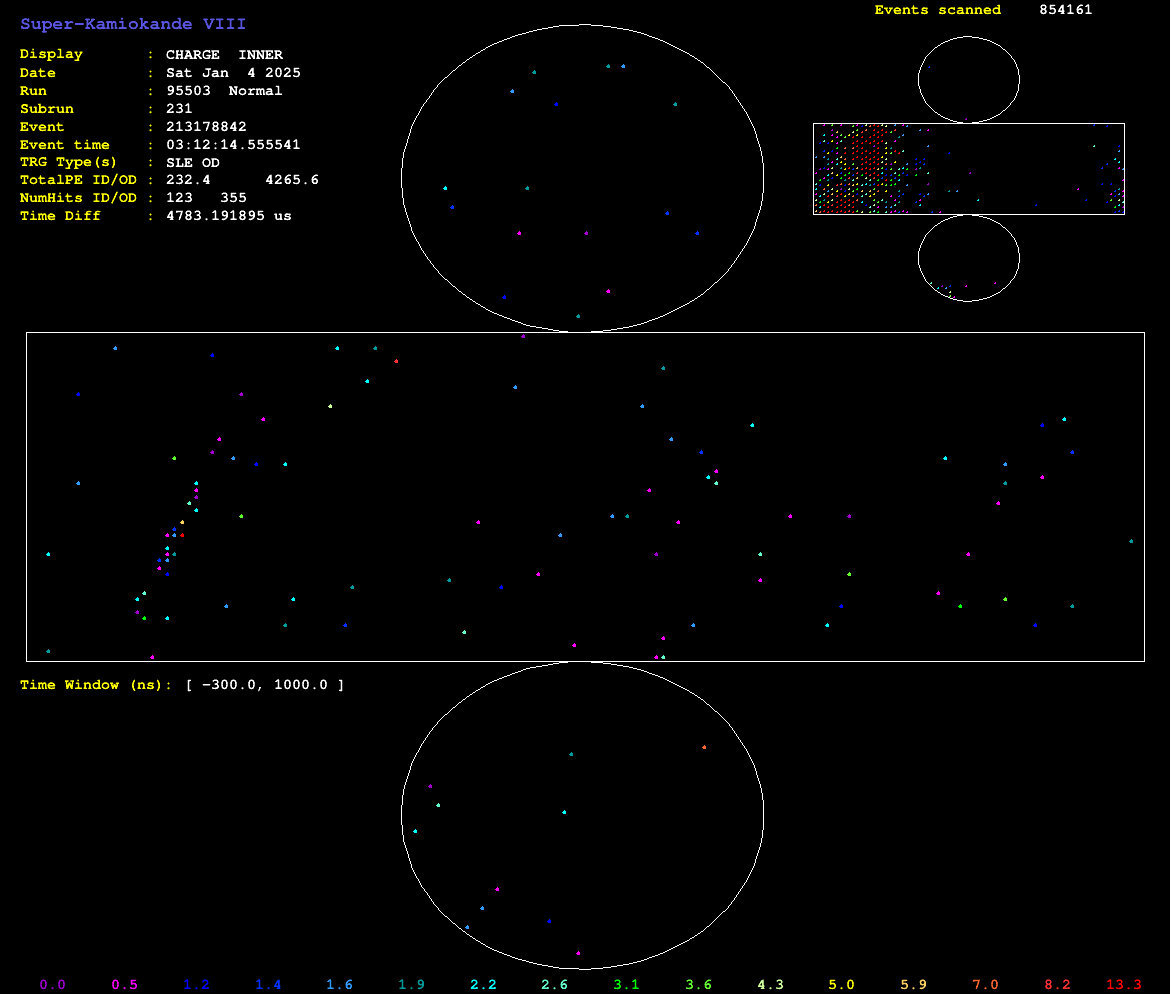 Super-Kamiokande VIII
Events scanned 854161
Display : CHARGE INNER
Date : Sat Jan 4 2025
Run : 95503 Normal
Subrun : 231
Event : 213178842
Event time : 03:12:14.555541
TRG Type(s) : SLE OD
TotalPE ID/OD : 232.4 4265.6
NumHits ID/OD : 123 355
Time Diff : 4783.191895 us
Time Window (ns): [ −300.0, 1000.0 ]
0.0 0.5 1.2 1.4 1.6 1.9 2.2 2.6 3.1 3.6 4.3 5.0 5.9 7.0 8.2 13.3